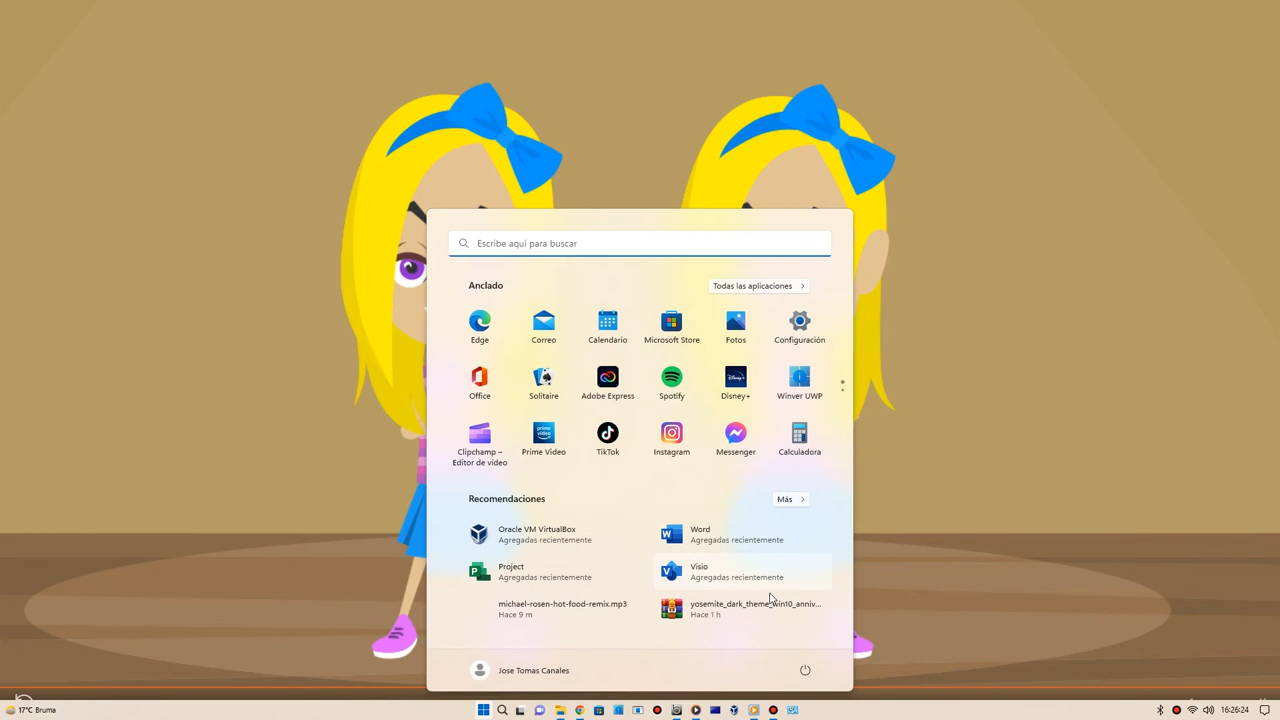 Escribe aquí para buscar
Anclado
Todas las aplicaciones
Edge
Correo
Calendario
Microsoft Store
Fotos
Configuración
Office
Solitaire
Adobe Express
Spotify
Disney+
Winver UWP
Clipchamp –
Editor de video
Prime Video
TikTok
Instagram
Messenger
Calculadora
Recomendaciones
Más
Oracle VM VirtualBox
Agregadas recientemente
Word
Agregadas recientemente
Project
Agregadas recientemente
Visio
Agregadas recientemente
michael-rosen-hot-food-remix.mp3
Hace 9 m
yosemite_dark_theme_win10_anniv...
Hace 1 h
Jose Tomas Canales
17°C Bruma
16:26:24